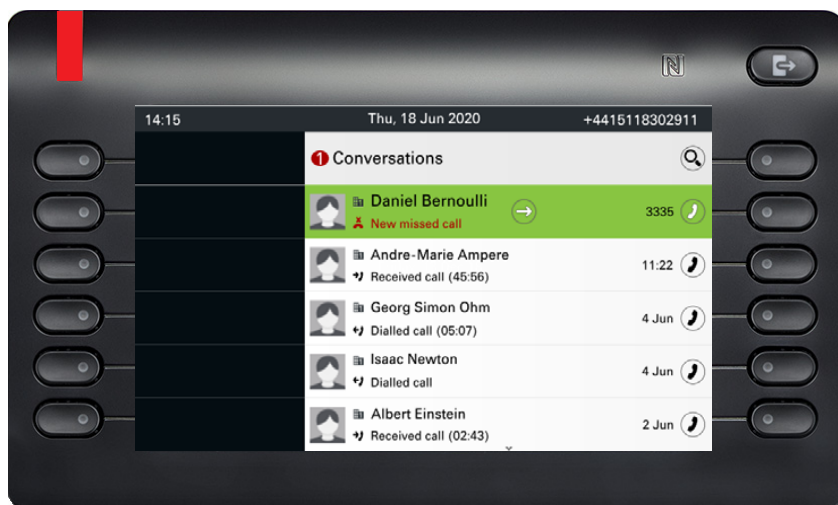 14:15 Thu, 18 Jun 2020 +4415118302911
1 Conversations
Daniel Bernoulli 3335
New missed call
Andre-Marie Ampere 11:22
Received call (45:56)
Georg Simon Ohm 4 Jun
Dialled call (05:07)
Isaac Newton 4 Jun
Dialled call
Albert Einstein 2 Jun
Received call (02:43)